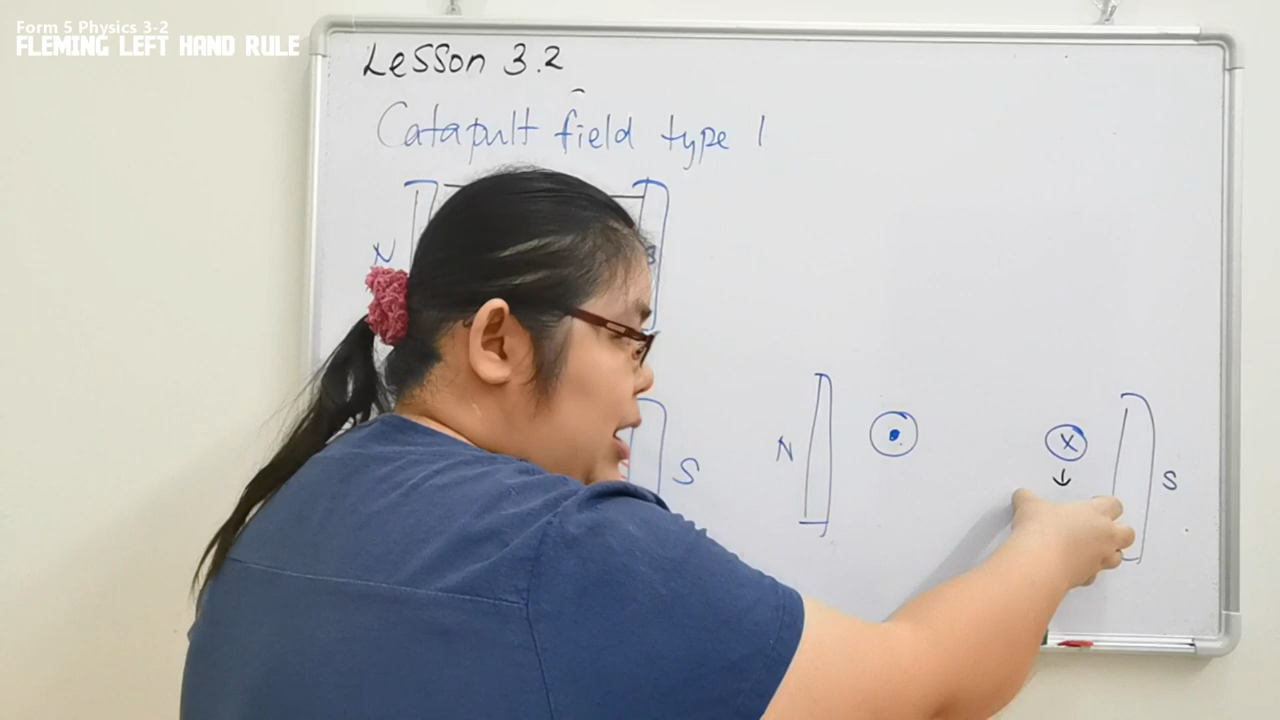 Form 5 Physics 3-2
FLEMING LEFT HAND RULE
Lesson 3.2
Catapult field type 1
N
S
N
X
S